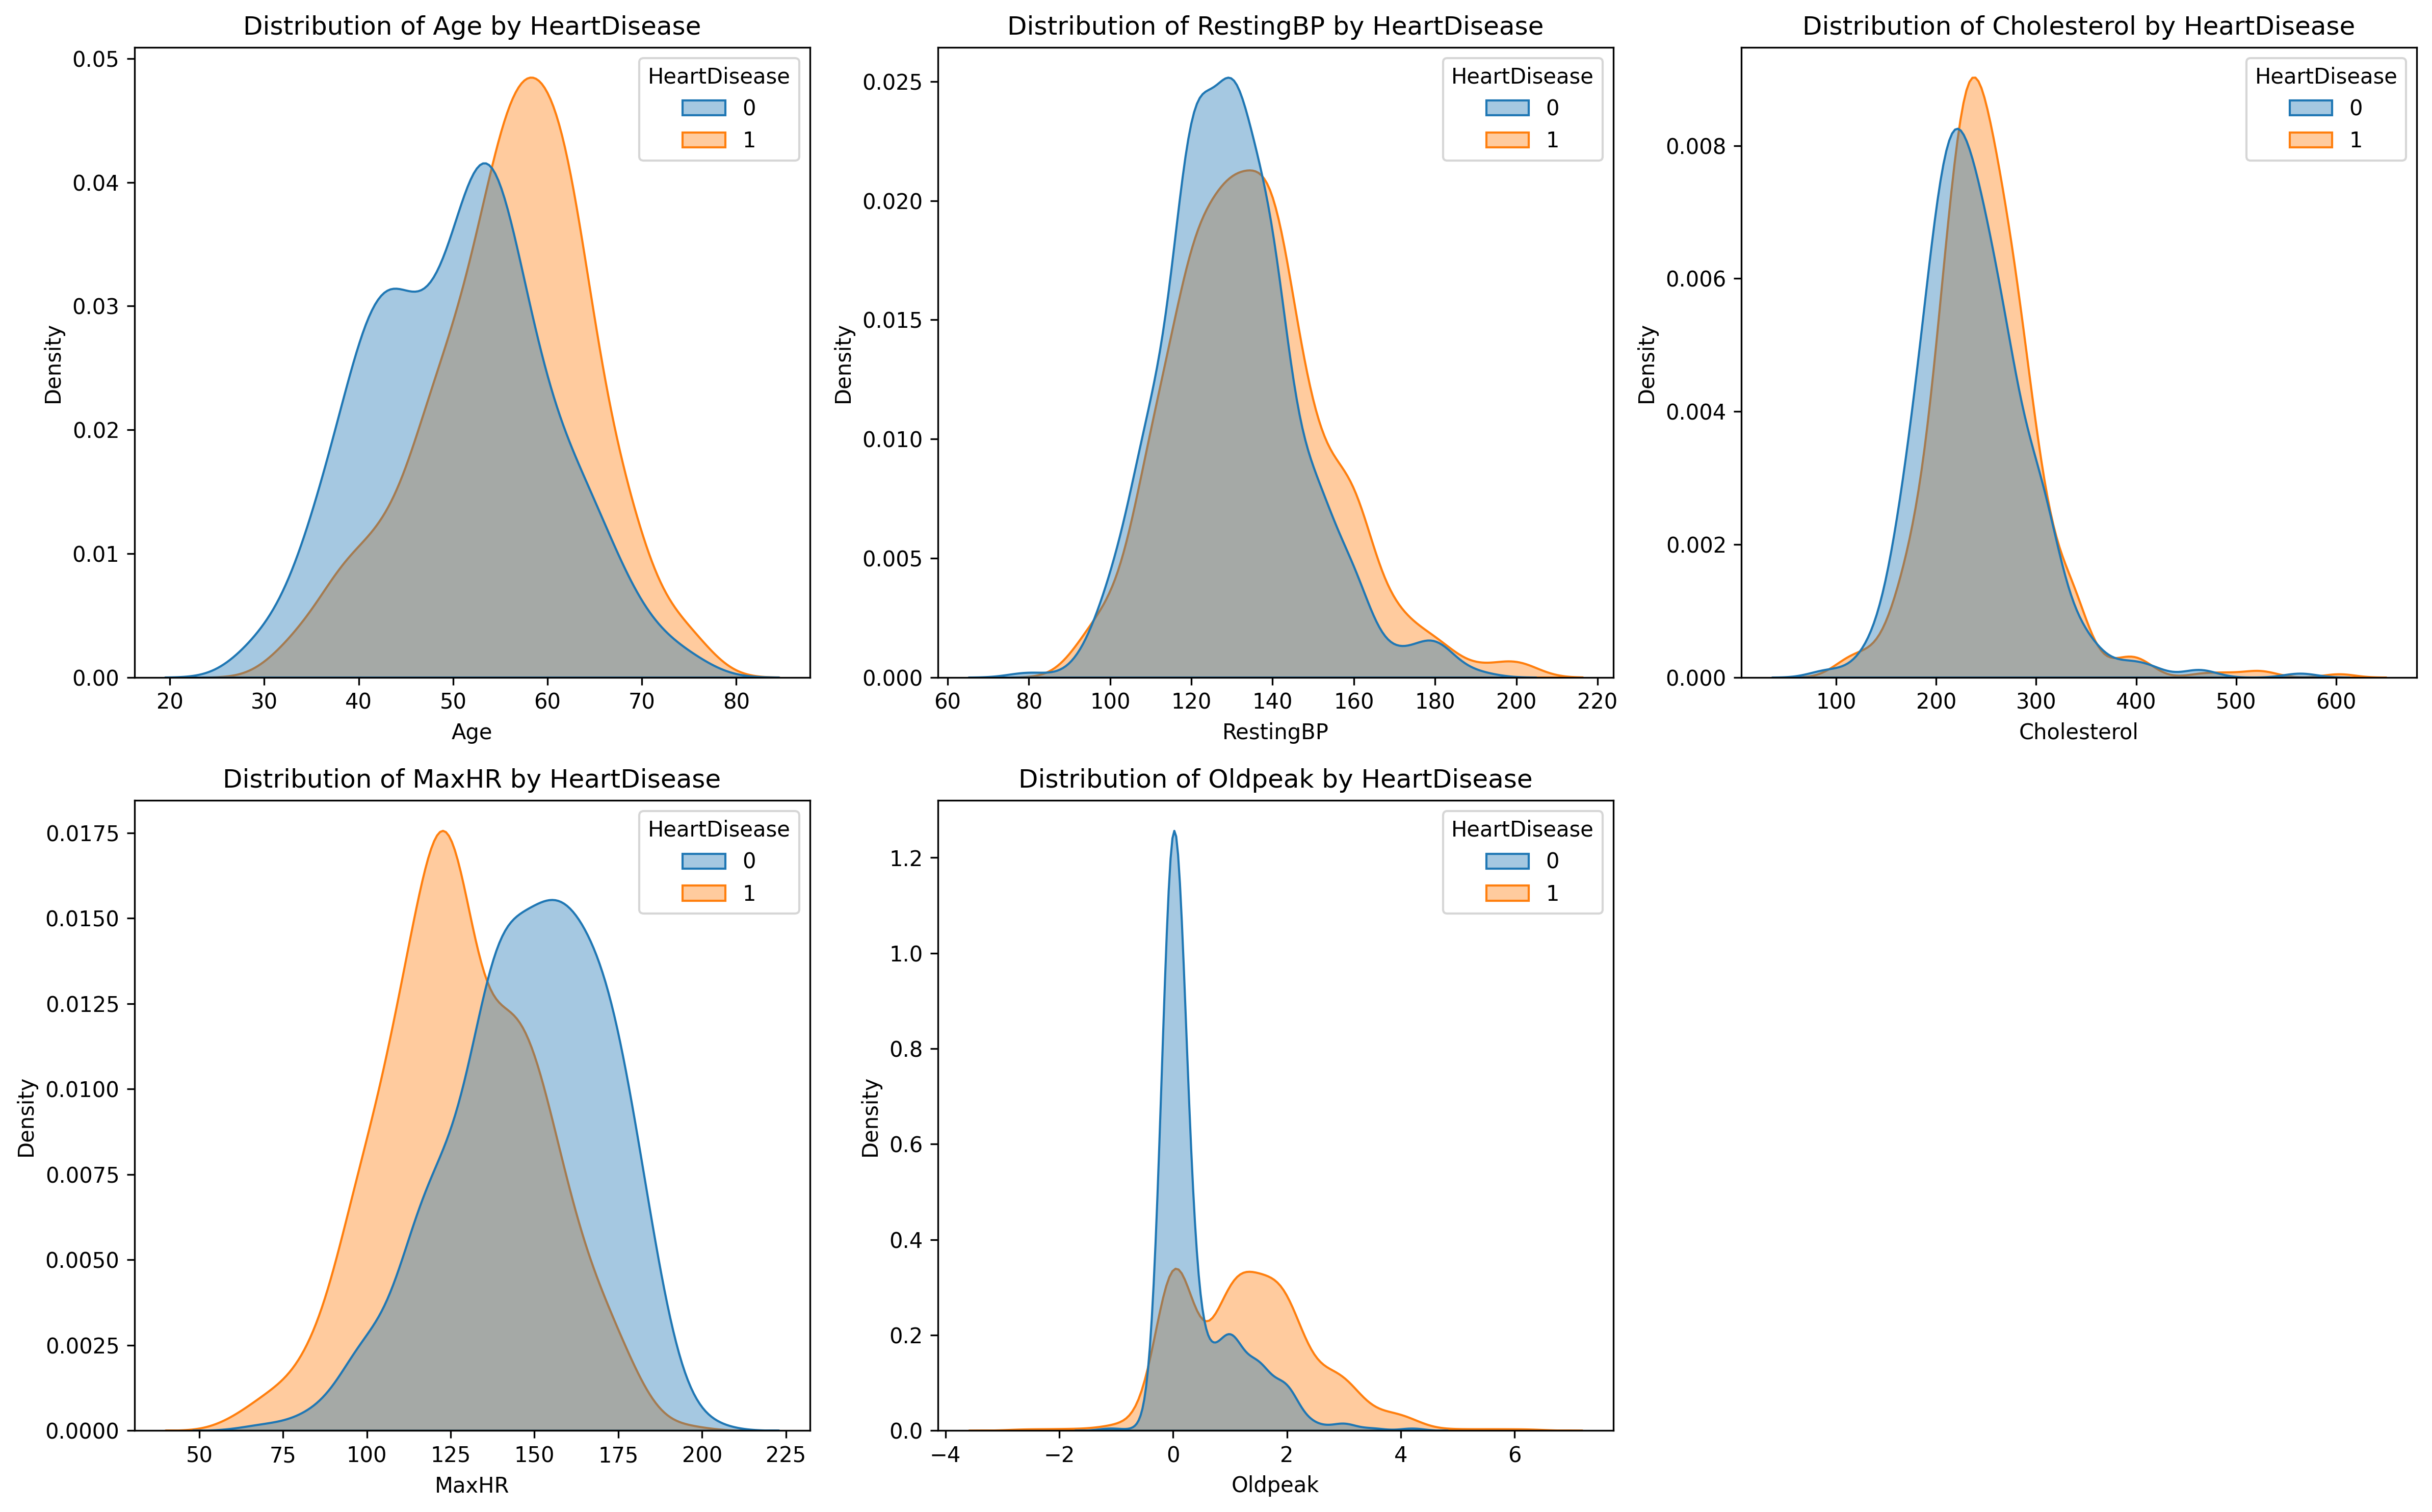 Distribution of Age by HeartDisease
0.05
0.04
0.03
0.02
0.01
0.00
Density
20 30 40 50 60 70 80
Age
HeartDisease
0
1
Distribution of RestingBP by HeartDisease
0.025
0.020
0.015
0.010
0.005
0.000
Density
60 80 100 120 140 160 180 200 220
RestingBP
HeartDisease
0
1
Distribution of Cholesterol by HeartDisease
0.008
0.006
0.004
0.002
0.000
Density
100 200 300 400 500 600
Cholesterol
HeartDisease
0
1
Distribution of MaxHR by HeartDisease
0.0175
0.0150
0.0125
0.0100
0.0075
0.0050
0.0025
0.0000
Density
50 75 100 125 150 175 200 225
MaxHR
HeartDisease
0
1
Distribution of Oldpeak by HeartDisease
1.2
1.0
0.8
0.6
0.4
0.2
0.0
Density
−4 −2 0 2 4 6
Oldpeak
HeartDisease
0
1